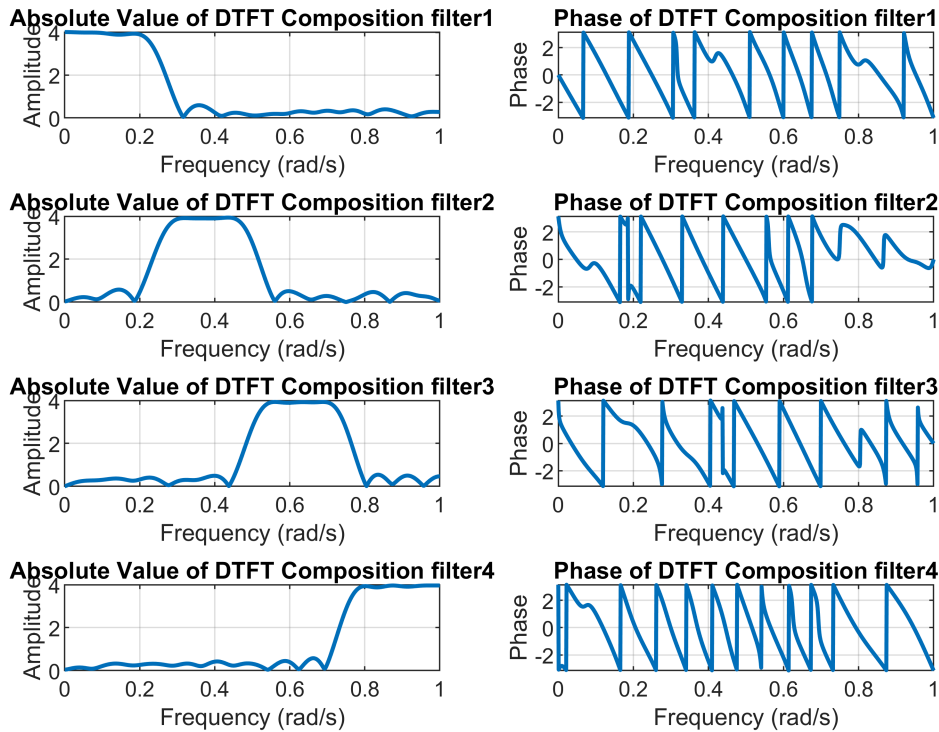 Absolute Value of DTFT Composition filter1
Amplitude
4
2
0
0 0.2 0.4 0.6 0.8 1
Frequency (rad/s)
Phase of DTFT Composition filter1
Phase
2
0
-2
0 0.2 0.4 0.6 0.8 1
Frequency (rad/s)
Absolute Value of DTFT Composition filter2
Amplitude
4
2
0
0 0.2 0.4 0.6 0.8 1
Frequency (rad/s)
Phase of DTFT Composition filter2
Phase
2
0
-2
0 0.2 0.4 0.6 0.8 1
Frequency (rad/s)
Absolute Value of DTFT Composition filter3
Amplitude
4
2
0
0 0.2 0.4 0.6 0.8 1
Frequency (rad/s)
Phase of DTFT Composition filter3
Phase
2
0
-2
0 0.2 0.4 0.6 0.8 1
Frequency (rad/s)
Absolute Value of DTFT Composition filter4
Amplitude
4
2
0
0 0.2 0.4 0.6 0.8 1
Frequency (rad/s)
Phase of DTFT Composition filter4
Phase
2
0
-2
0 0.2 0.4 0.6 0.8 1
Frequency (rad/s)